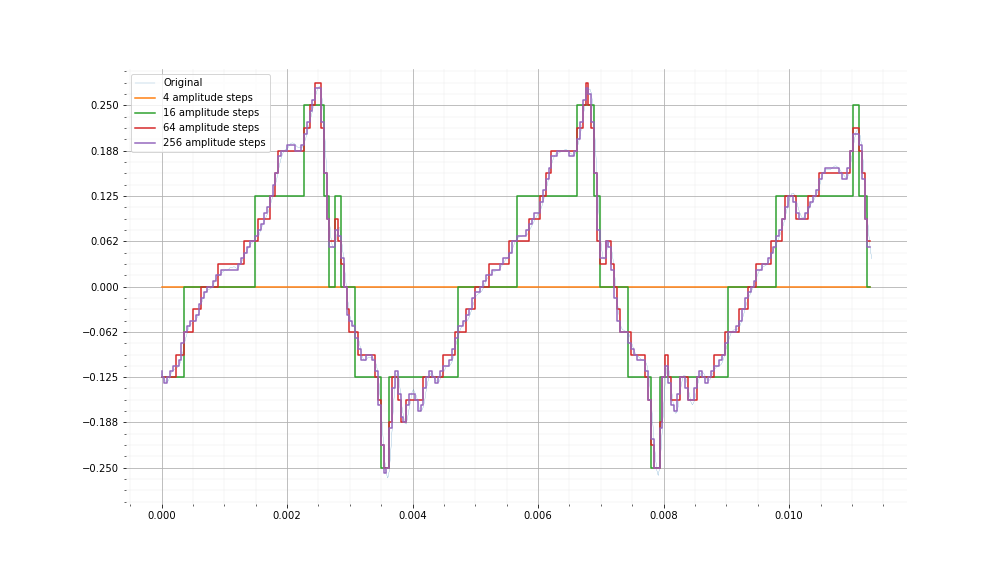 Original
4 amplitude steps
16 amplitude steps
64 amplitude steps
256 amplitude steps
0.250
0.188
0.125
0.062
0.000
−0.062
−0.125
−0.188
−0.250
0.000 0.002 0.004 0.006 0.008 0.010